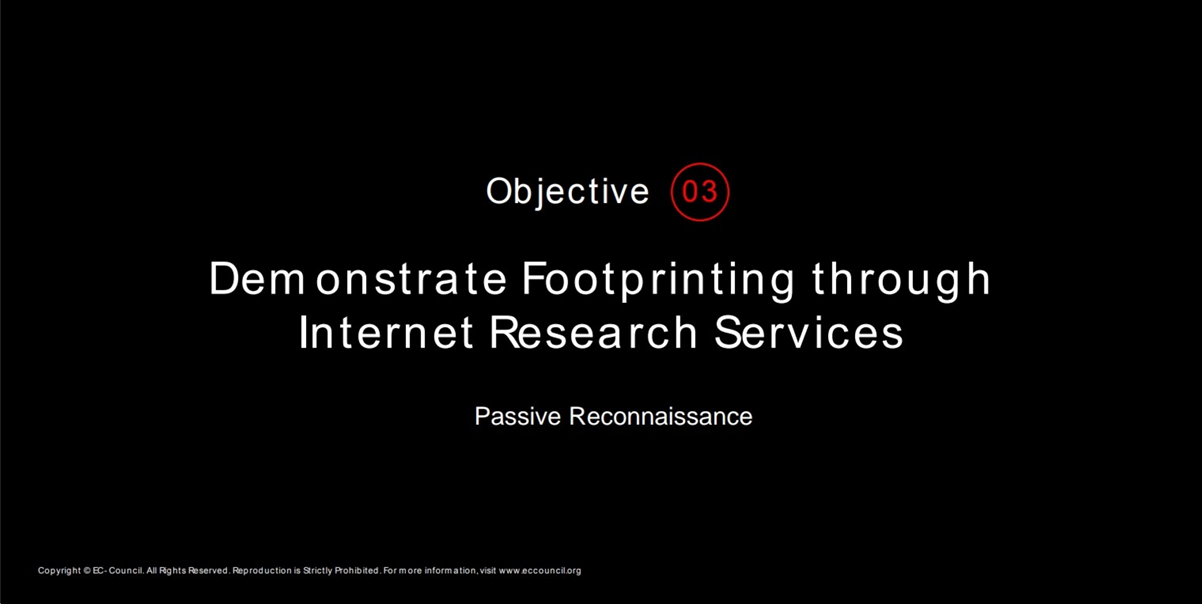 Objective 03
Demonstrate Footprinting through
Internet Research Services
Passive Reconnaissance
Copyright © EC-Council. All Rights Reserved. Reproduction is Strictly Prohibited. For more information, visit www.eccouncil.org